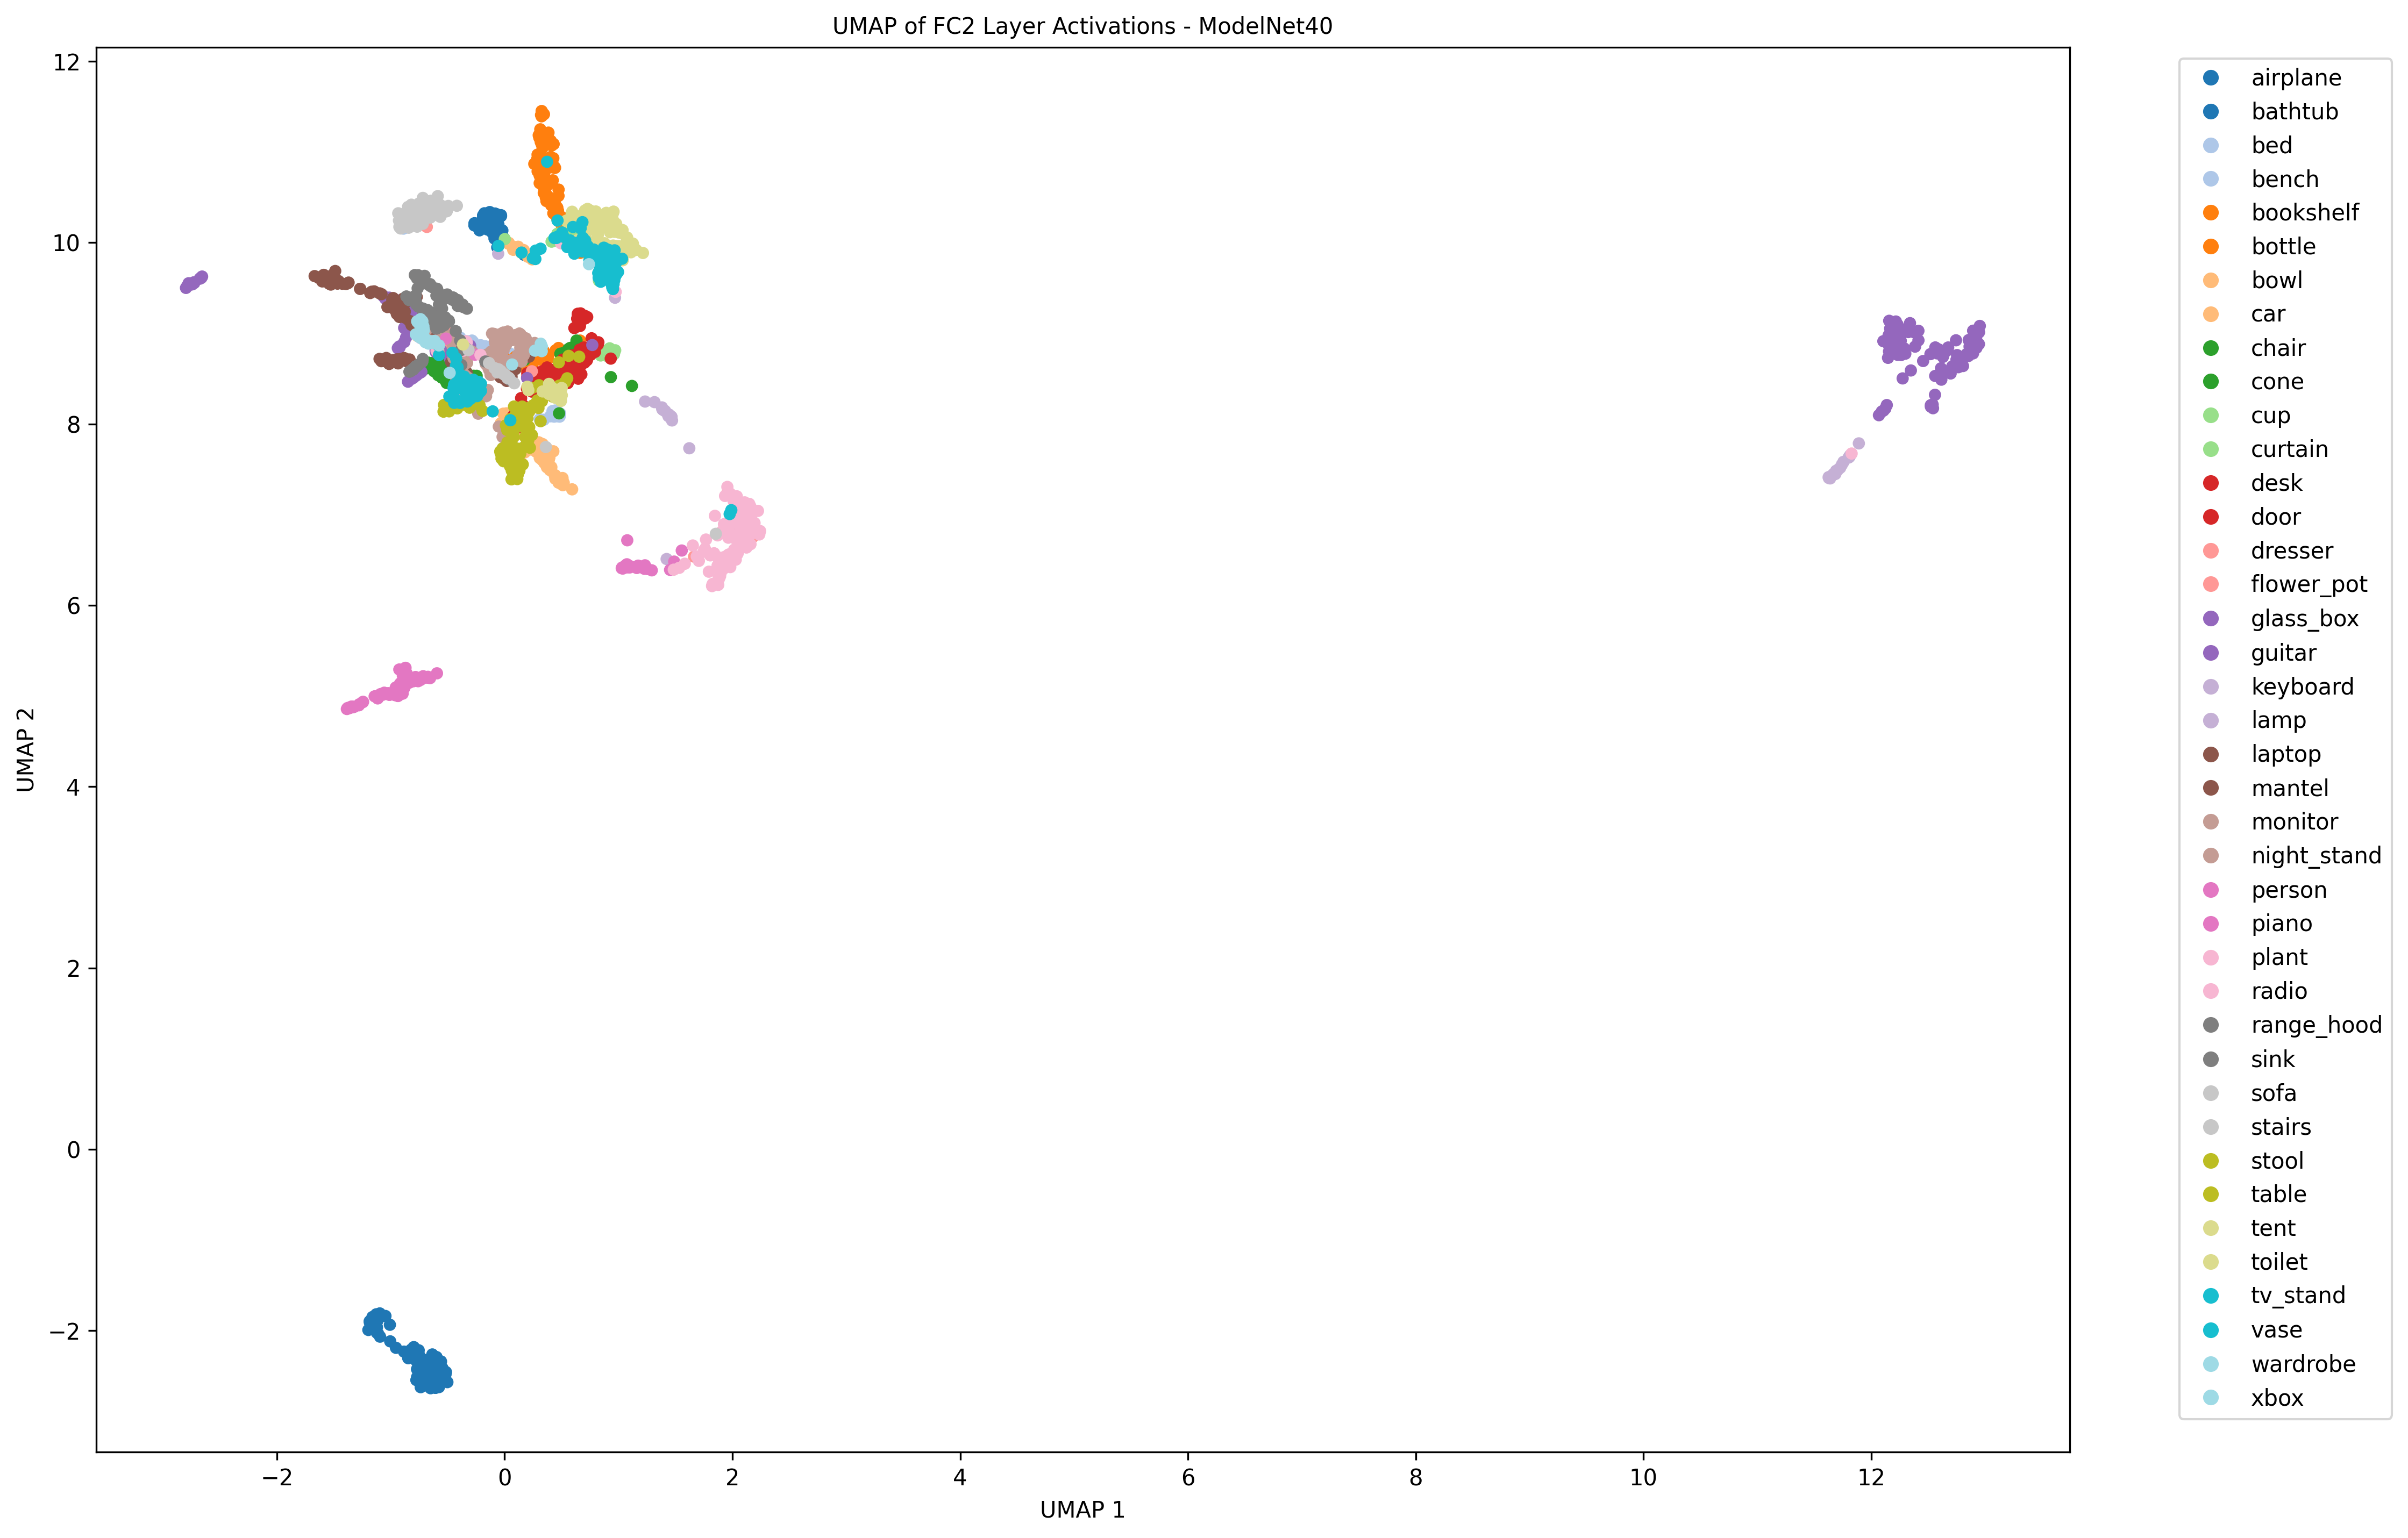 UMAP of FC2 Layer Activations - ModelNet40
12
10
8
6
4
2
0
−2
UMAP 2
−2
0
2
4
6
8
10
12
UMAP 1
airplane
bathtub
bed
bench
bookshelf
bottle
bowl
car
chair
cone
cup
curtain
desk
door
dresser
flower_pot
glass_box
guitar
keyboard
lamp
laptop
mantel
monitor
night_stand
person
piano
plant
radio
range_hood
sink
sofa
stairs
stool
table
tent
toilet
tv_stand
vase
wardrobe
xbox